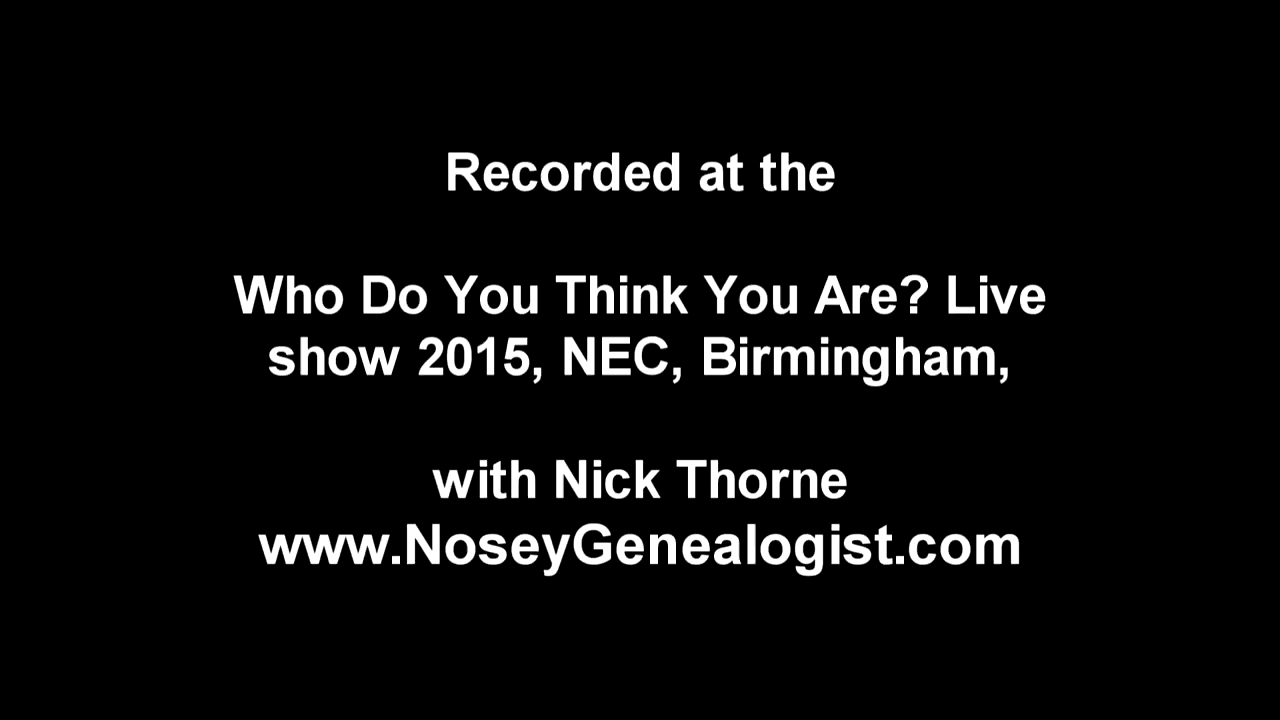 Recorded at the
Who Do You Think You Are? Live
show 2015, NEC, Birmingham,
with Nick Thorne
www.NoseyGenealogist.com